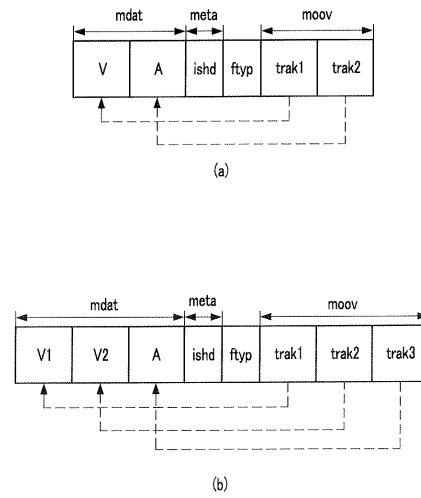 mdat meta moov
V A ishd ftyp trak1 trak2
(a)
mdat meta moov
V1 V2 A ishd ftyp trak1 trak2 trak3
(b)